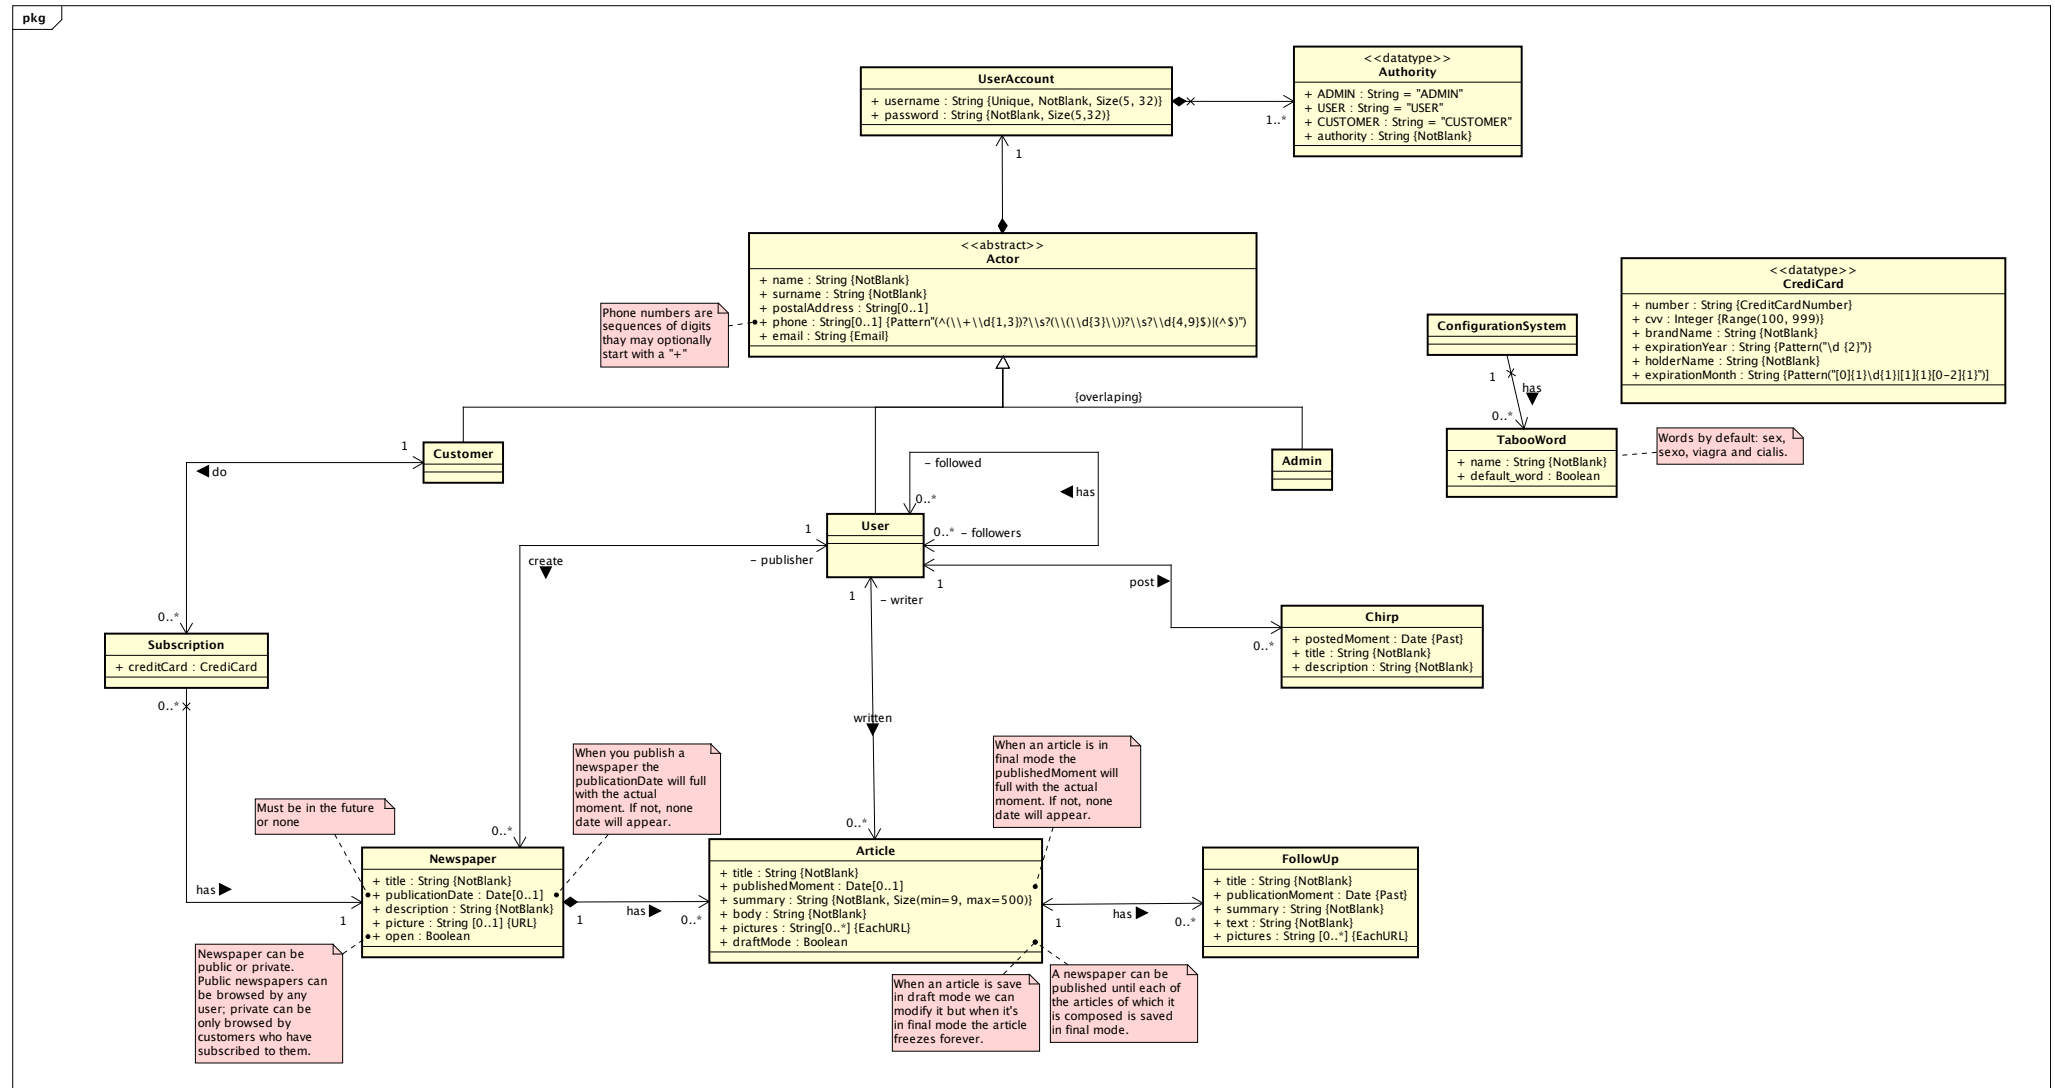 pkg
UserAccount
+ username : String {Unique, NotBlank, Size(5, 32)}
+ password : String {NotBlank, Size(5,32)}
1..*
<<datatype>>
Authority
+ ADMIN : String = "ADMIN"
+ USER : String = "USER"
+ CUSTOMER : String = "CUSTOMER"
+ authority : String {NotBlank}
1
<<abstract>>
Actor
+ name : String {NotBlank}
+ surname : String {NotBlank}
+ postalAddress : String[0..1]
+ phone : String[0..1] {Pattern"(^(\\+\\d{1,3})?\\s?(\\(\\d{3}\\))?\\s?\\d{4,9}$)|(^$)")
+ email : String {Email}
Phone numbers are
sequences of digits
thay may optionally
start with a "+"
{overlaping}
ConfigurationSystem
1
has
0..*
TabooWord
+ name : String {NotBlank}
+ default_word : Boolean
Words by default: sex,
sexo, viagra and cialis.
<<datatype>>
CrediCard
+ number : String {CreditCardNumber}
+ cvv : Integer {Range(100, 999)}
+ brandName : String {NotBlank}
+ expirationYear : String {Pattern("\d {2}")}
+ holderName : String {NotBlank}
+ expirationMonth : String {Pattern("[0]{1}\d{1}|[1]{1}[0-2]{1}")]
1
Customer
do
0..*
Admin
- followed
0..*
has
0..* - followers
User
1
- publisher
create
1
- writer
1
post
0..*
Chirp
+ postedMoment : Date {Past}
+ title : String {NotBlank}
+ description : String {NotBlank}
Subscription
+ creditCard : CrediCard
0..*
has
1
written
0..*
0..*
When you publish a
newspaper the
publicationDate will full
with the actual
moment. If not, none
date will appear.
When an article is in
final mode the
publishedMoment will
full with the actual
moment. If not, none
date will appear.
Must be in the future
or none
Newspaper
+ title : String {NotBlank}
+ publicationDate : Date[0..1]
+ description : String {NotBlank}
+ picture : String [0..1] {URL}
+ open : Boolean
1
has
0..*
Article
+ title : String {NotBlank}
+ publishedMoment : Date[0..1]
+ summary : String {NotBlank, Size(min=9, max=500)}
+ body : String {NotBlank}
+ pictures : String[0..*] {EachURL}
+ draftMode : Boolean
1
has
0..*
FollowUp
+ title : String {NotBlank}
+ publicationMoment : Date {Past}
+ summary : String {NotBlank}
+ text : String {NotBlank}
+ pictures : String [0..*] {EachURL}
Newspaper can be
public or private.
Public newspapers can
be browsed by any
user; private can be
only browsed by
customers who have
subscribed to them.
When an article is save
in draft mode we can
modify it but when it's
in final mode the article
freezes forever.
A newspaper can be
published until each of
the articles of which it
is composed is saved
in final mode.